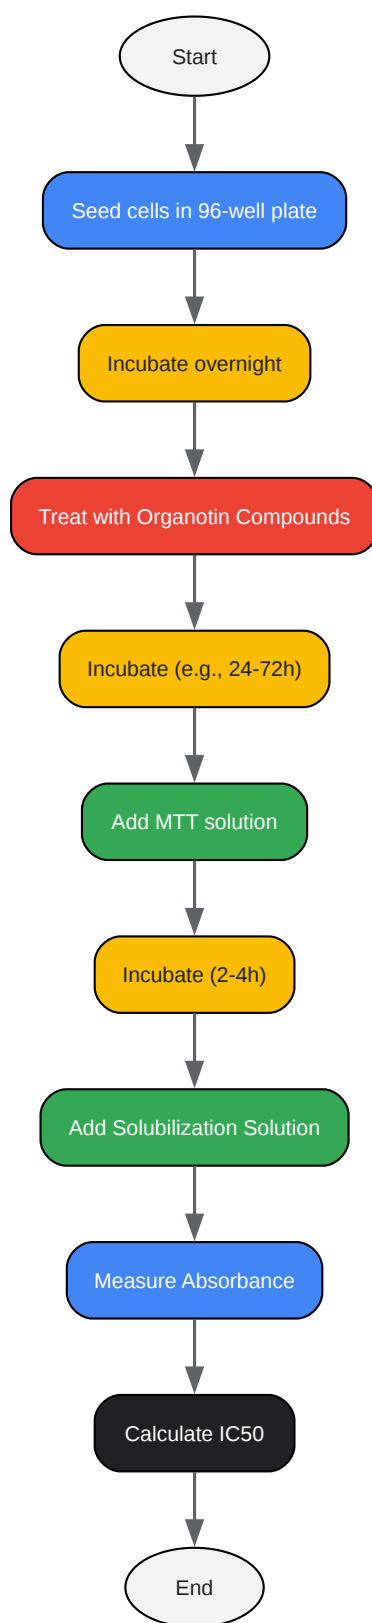 Start
Seed cells in 96-well plate
Incubate overnight
Treat with Organotin Compounds
Incubate (e.g., 24-72h)
Add MTT solution
Incubate (2-4h)
Add Solubilization Solution
Measure Absorbance
Calculate IC50
End